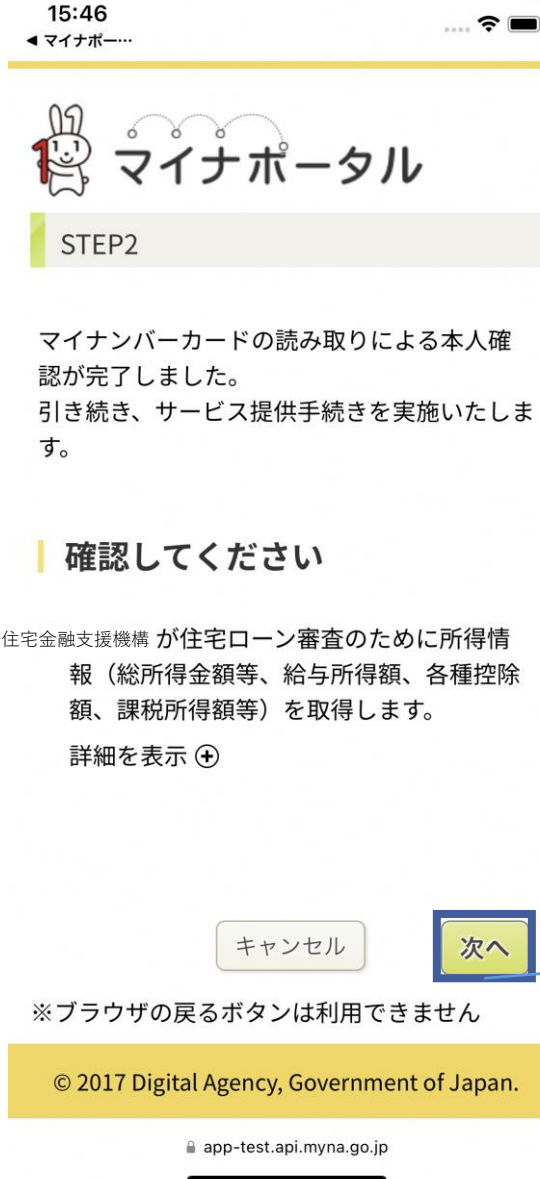 15:46
◀ マイナポー…
マイナポータル
STEP2
マイナンバーカードの読み取りによる本人確
認が完了しました。
引き続き、サービス提供手続きを実施いたしま
す。
確認してください
住宅金融支援機構 が住宅ローン審査のために所得情
報（総所得金額等、給与所得額、各種控除
額、課税所得額等）を取得します。
詳細を表示
キャンセル 次へ
※ブラウザの戻るボタンは利用できません
© 2017 Digital Agency, Government of Japan.
app-test.api.myna.go.jp